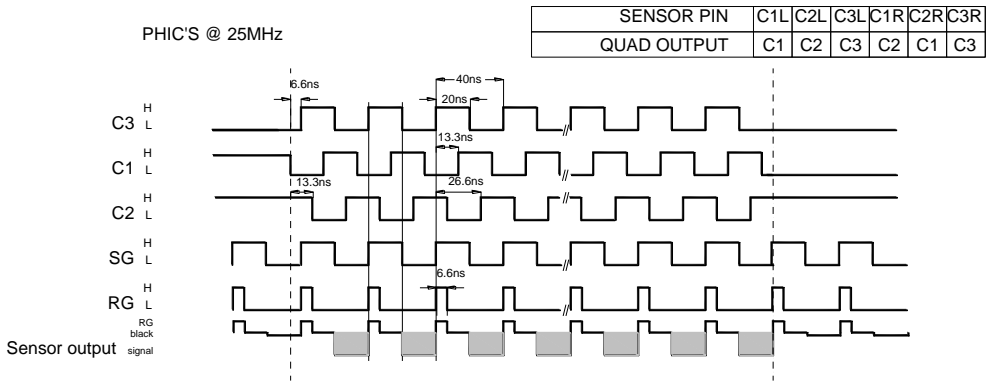 PHIC'S @ 25MHz
SENSOR PIN C1L C2L C3L C1R C2R C3R
QUAD OUTPUT C1 C2 C3 C2 C1 C3
6.6ns
40ns
20ns
C3 H L
13.3ns
C1 H L
13.3ns
26.6ns
C2 H L
SG H L
6.6ns
RG H L
RG
black
Sensor output signal